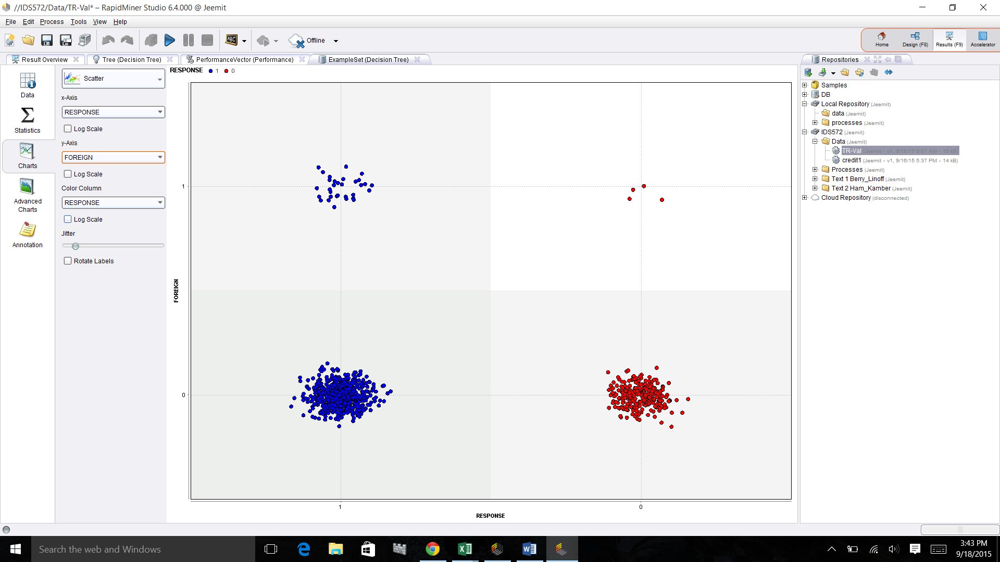 //IDS572/Data/TR-Val* – RapidMiner Studio 6.4.000 @ Jeemit
File Edit Process Tools View Help
ABC Offline
Home Design (F8) Results (F9) Accelerator
Result Overview Tree (Decision Tree) % PerformanceVector (Performance) ExampleSet (Decision Tree)
Repositories
Data
Σ
Statistics
Charts
Advanced
Charts
Annotation
Scatter
x-Axis
RESPONSE
Log Scale
y-Axis
FOREIGN
Log Scale
Color Column
RESPONSE
Log Scale
Jitter
Rotate Labels
RESPONSE 1 0
FOREIGN
1
0
1 0
RESPONSE
Samples
DB
Local Repository (Jeemit)
data (Jeemit)
processes (Jeemit)
IDS572 (Jeemit)
Data (Jeemit)
TR-Val (Jeemit - v1, 9/18/15 9:07 AM - 15 kB)
credit1 (Jeemit - v1, 9/16/15 5:37 PM - 14 kB)
Processes (Jeemit)
Text 1 Berry_Linoff (Jeemit)
Text 2 Ham_Kamber (Jeemit)
Cloud Repository (disconnected)
Search the web and Windows
3:43 PM
9/18/2015